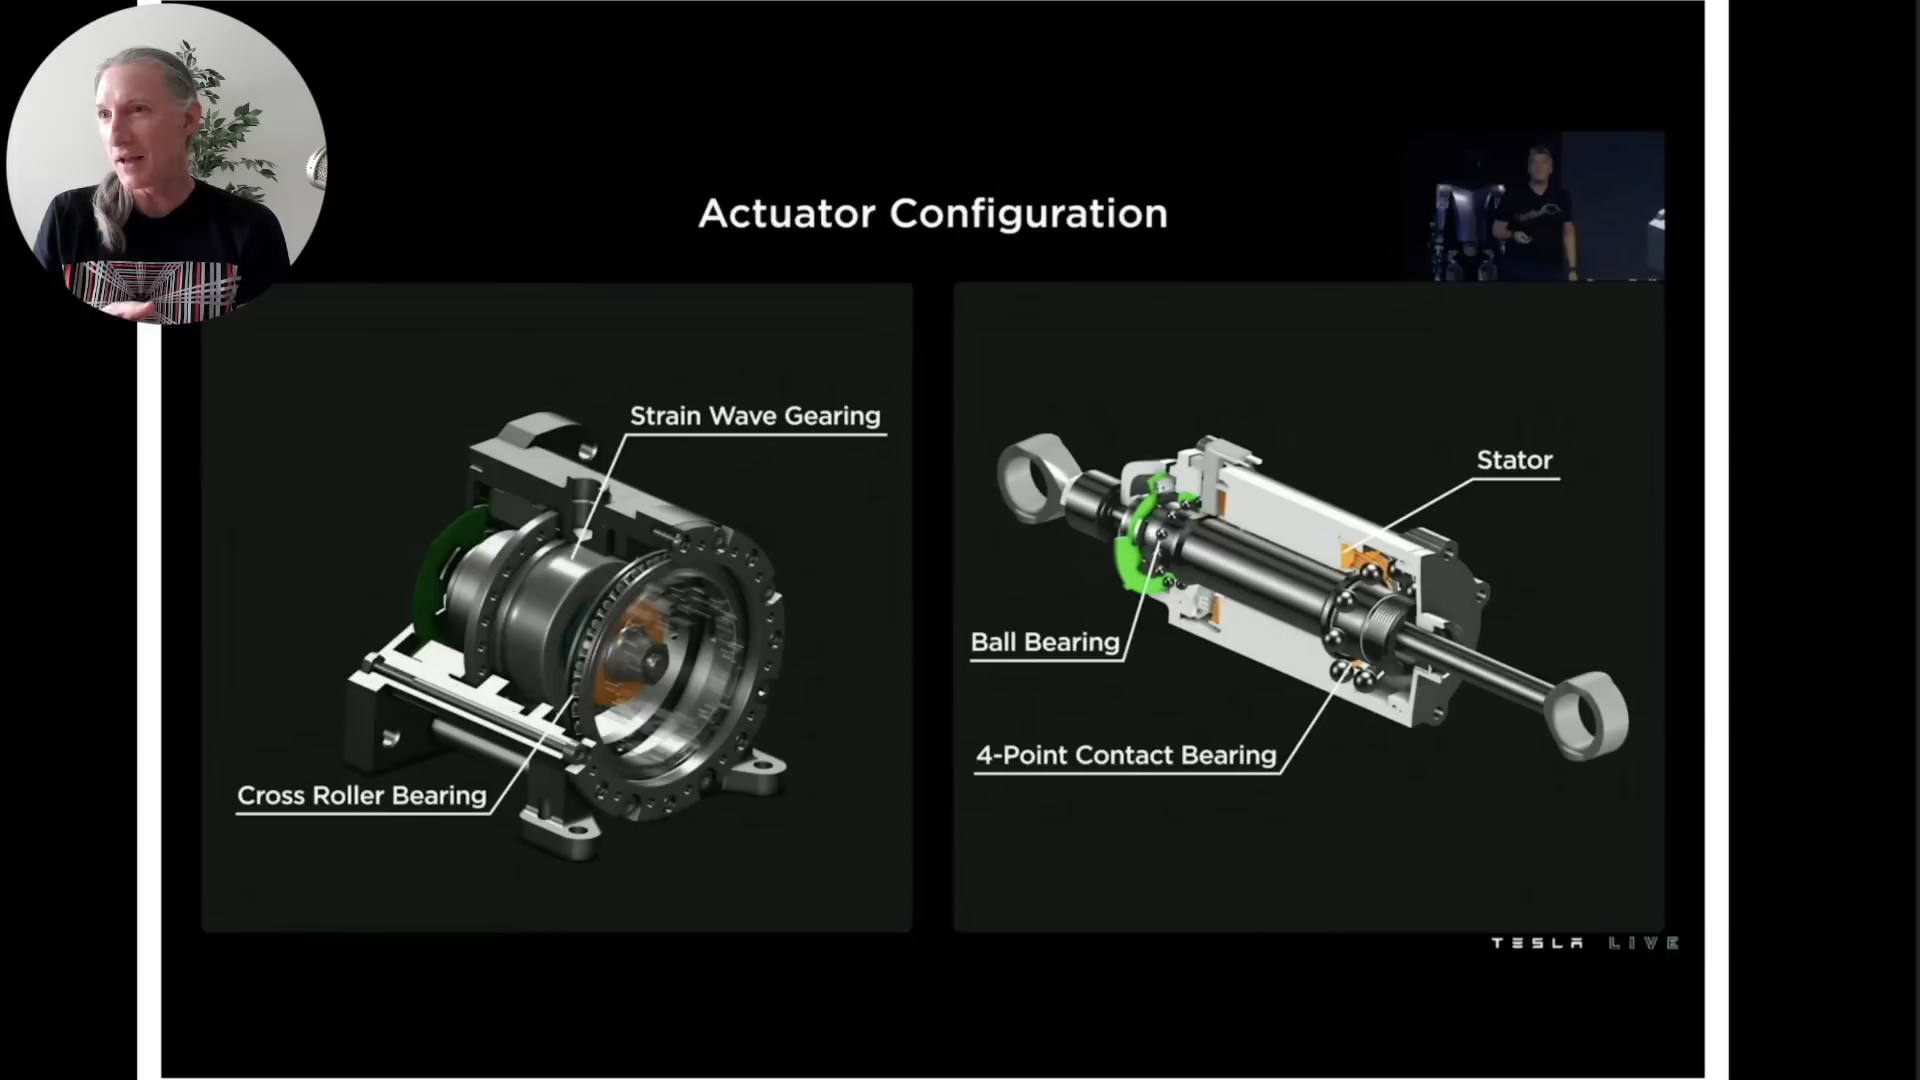 Actuator Configuration
Strain Wave Gearing
Cross Roller Bearing
Stator
Ball Bearing
4-Point Contact Bearing
TESLA LIVE